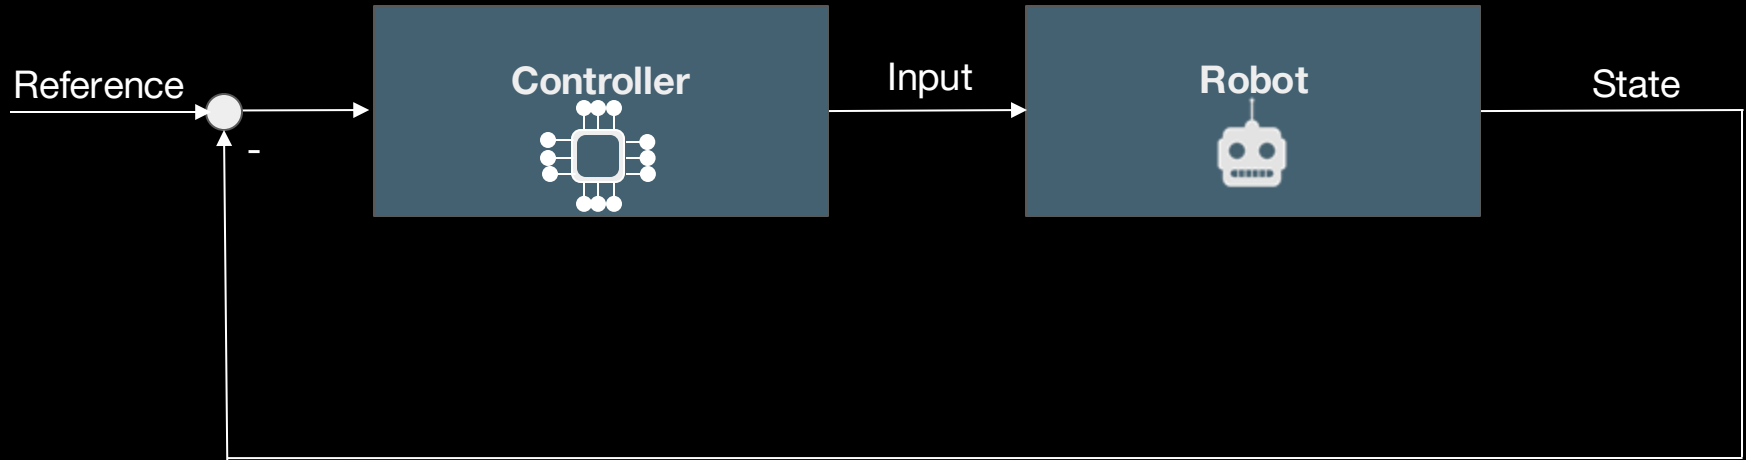 Reference
-
Controller
Input
Robot
State